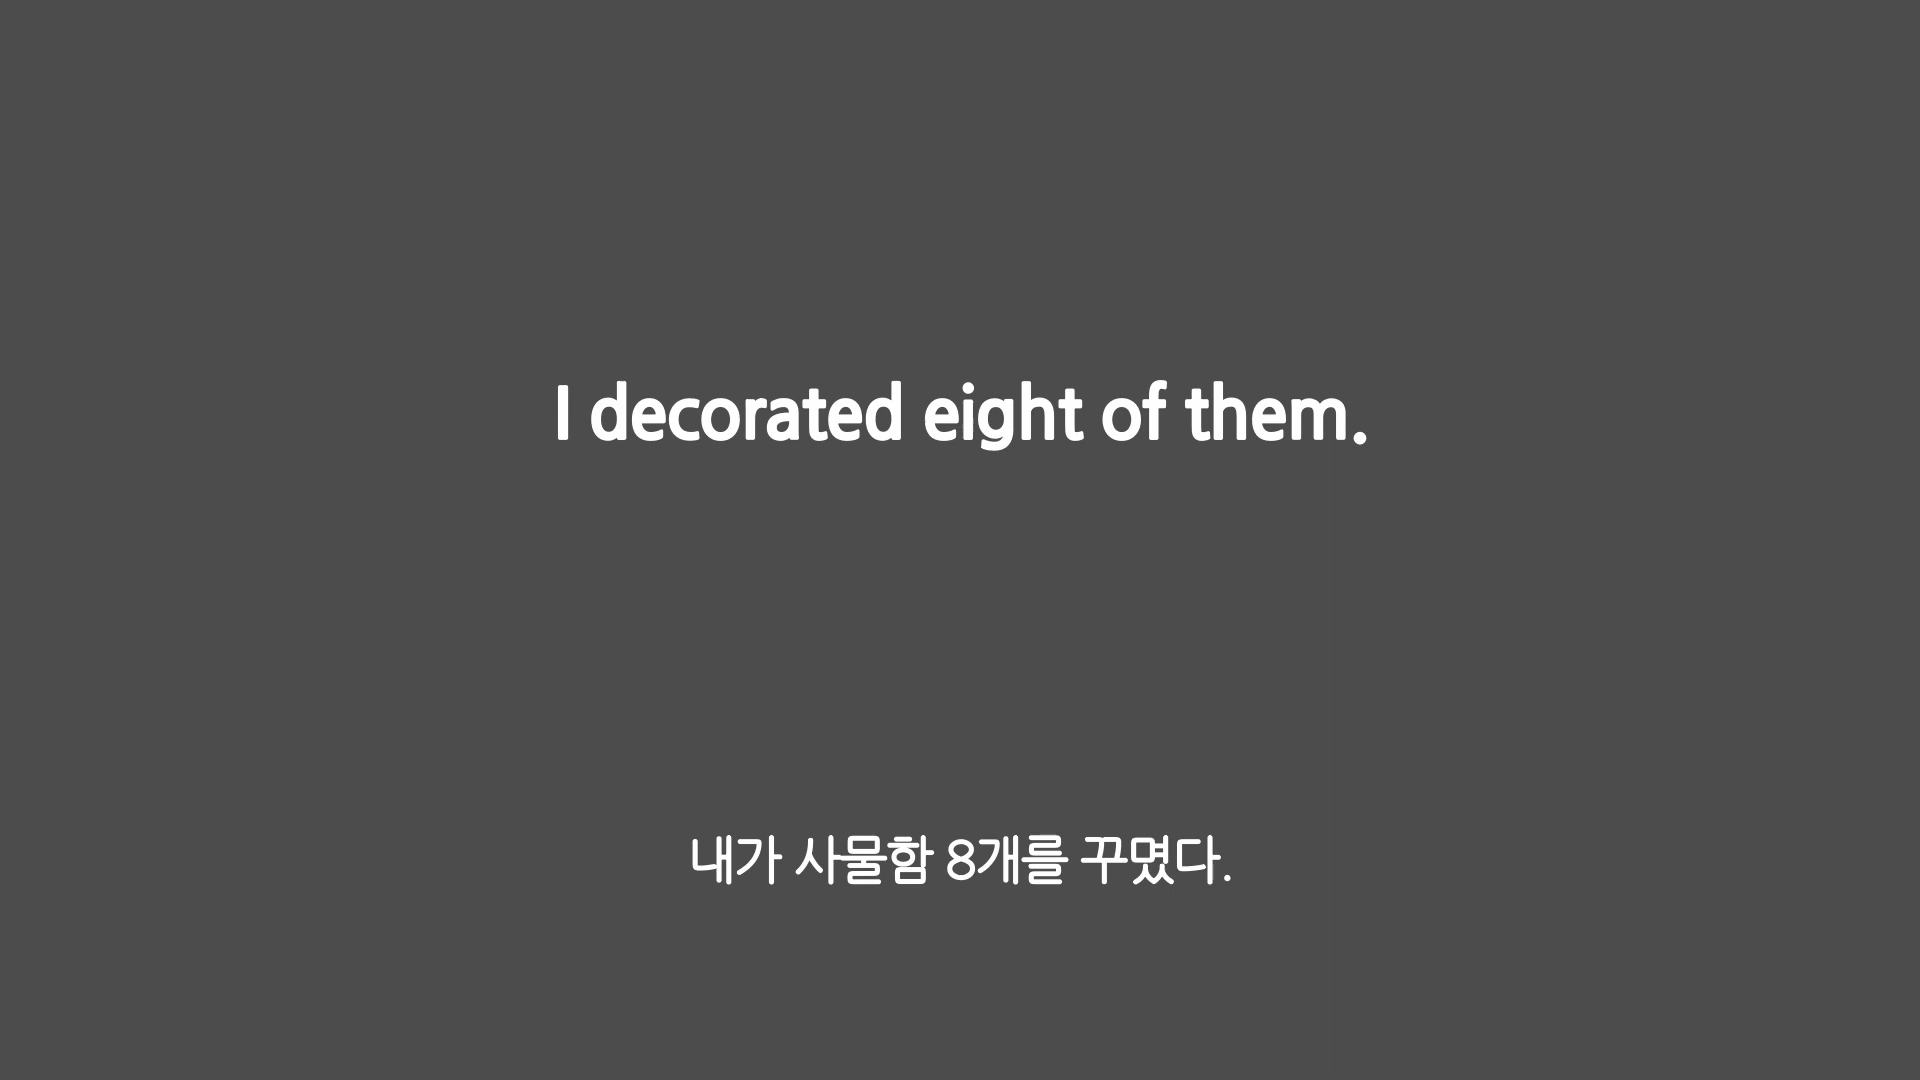 I decorated eight of them.
내가 사물함 8개를 꾸몄다.